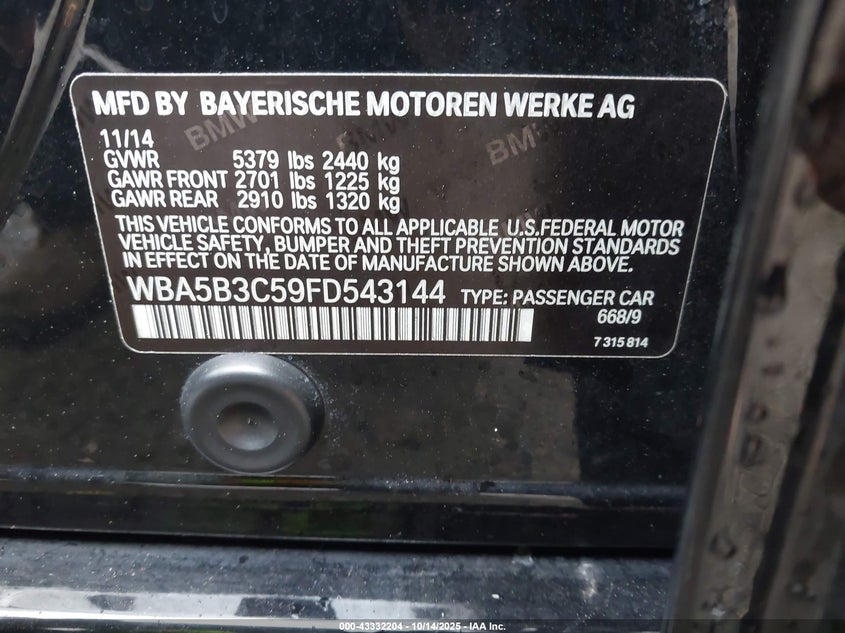 MFD BY BAYERISCHE MOTOREN WERKE AG
11/14
GVWR 5379 lbs 2440 kg
GAWR FRONT 2701 lbs 1225 kg
GAWR REAR 2910 lbs 1320 kg
THIS VEHICLE CONFORMS TO ALL APPLICABLE U.S.FEDERAL MOTOR
VEHICLE SAFETY, BUMPER AND THEFT PREVENTION STANDARDS
IN EFFECT ON THE DATE OF MANUFACTURE SHOWN ABOVE.
WBA5B3C59FD543144 TYPE: PASSENGER CAR
668/9
7 315 814
000-43332204 - 10/14/2025 - IAA Inc.